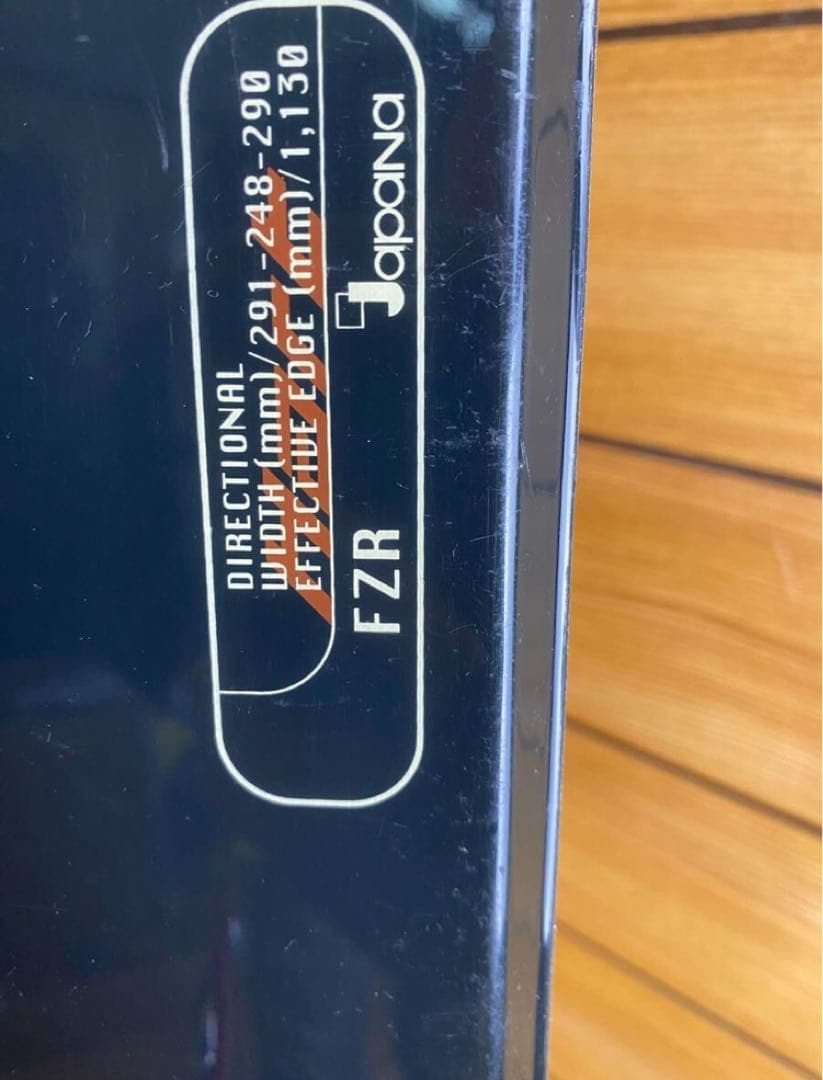 DIRECTIONAL
WIDTH (mm)/291-248-290
EFFECTIVE EDGE (mm)/1,130
FZR
Japana